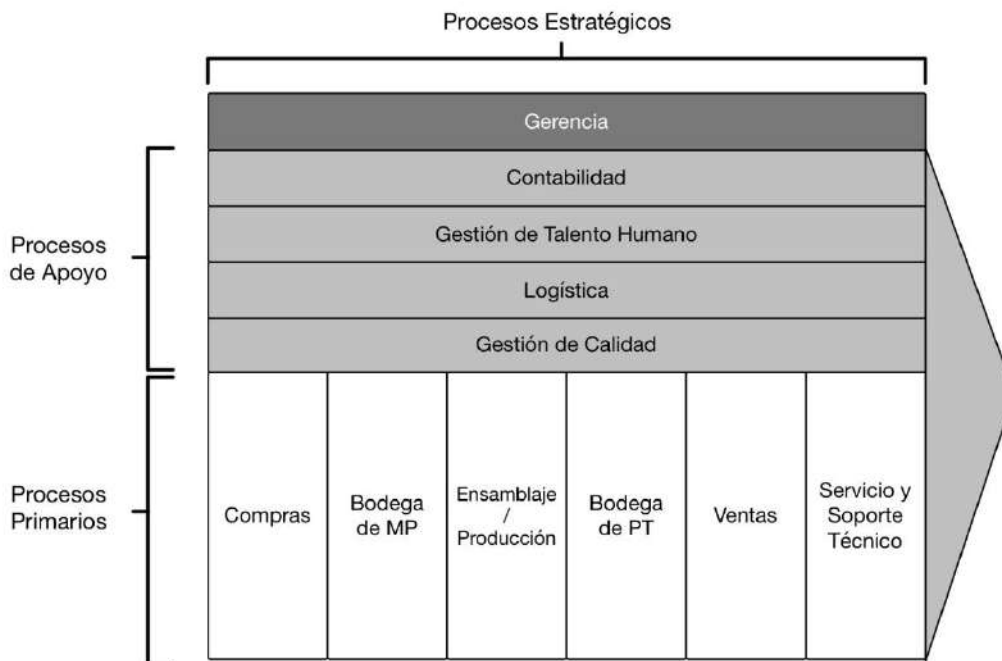 Procesos Estratégicos
Gerencia
Contabilidad
Gestión de Talento Humano
Logística
Gestión de Calidad
Procesos
de Apoyo
Procesos
Primarios
Compras
Bodega
de MP
Ensamblaje
/
Producción
Bodega
de PT
Ventas
Servicio y
Soporte
Técnico